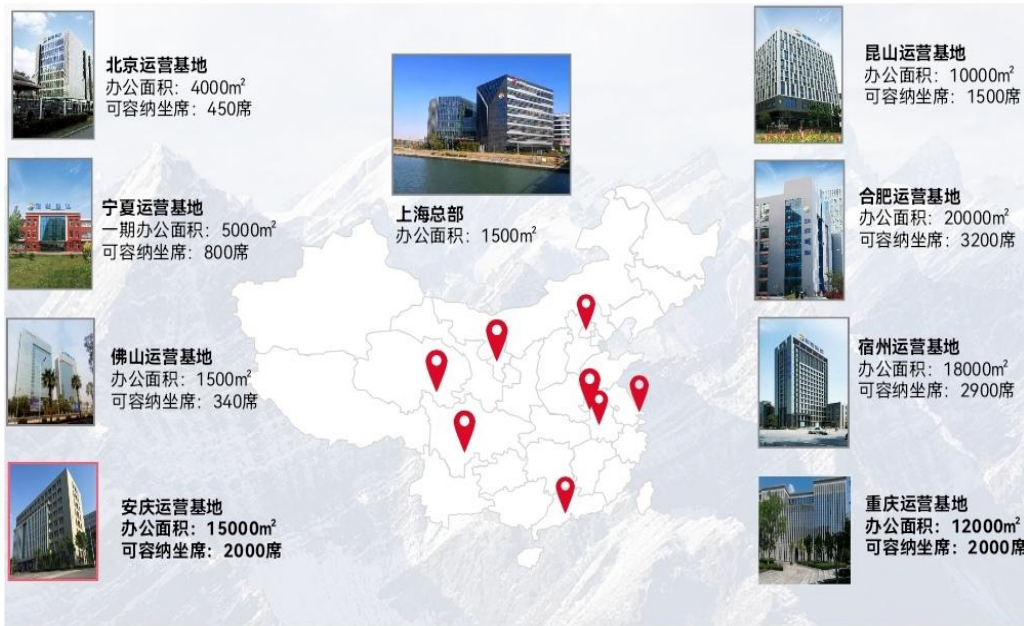 北京运营基地
办公面积：4000㎡
可容纳坐席：450席
宁夏运营基地
一期办公面积：5000㎡
可容纳坐席：800席
佛山运营基地
办公面积：1500㎡
可容纳坐席：340席
安庆运营基地
办公面积：15000㎡
可容纳坐席：2000席
上海总部
办公面积：1500㎡
昆山运营基地
办公面积：10000㎡
可容纳坐席：1500席
合肥运营基地
办公面积：20000㎡
可容纳坐席：3200席
宿州运营基地
办公面积：18000㎡
可容纳坐席：2900席
重庆运营基地
办公面积：12000㎡
可容纳坐席：2000席